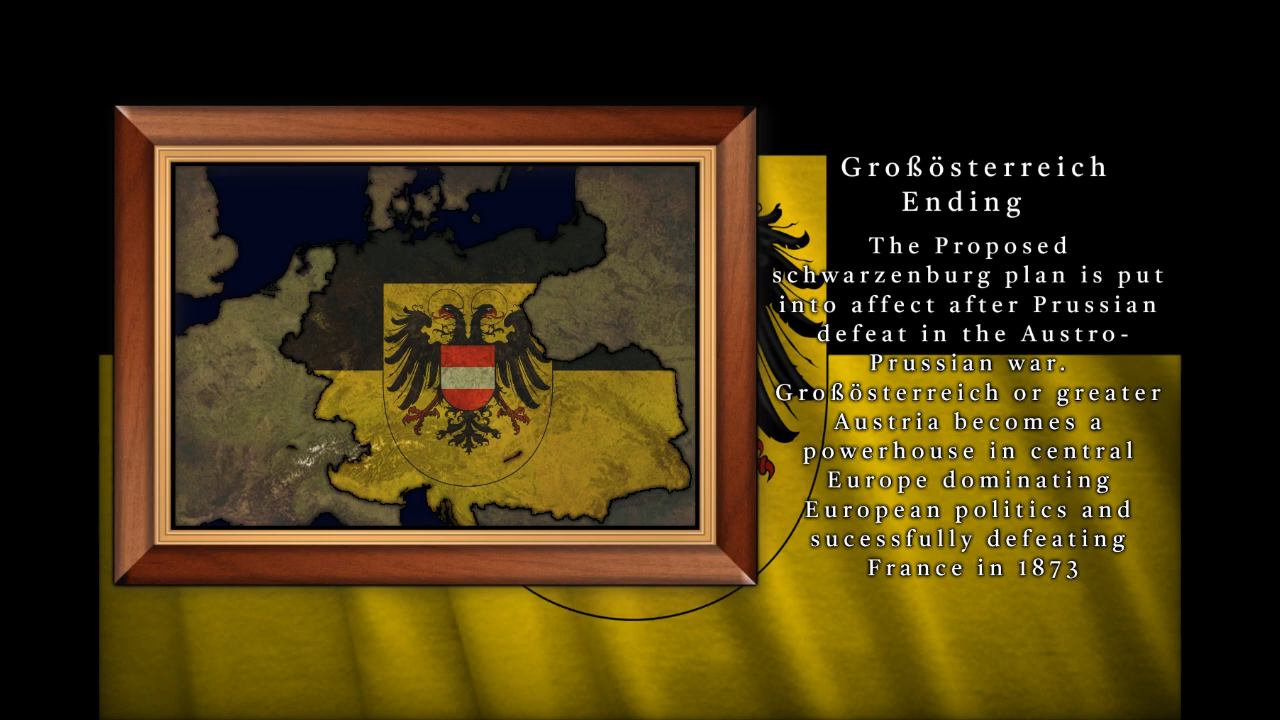 Großösterreich
Ending
The Proposed
schwarzenburg plan is put
into affect after Prussian
defeat in the Austro-
Prussian war.
Großösterreich or greater
Austria becomes a
powerhouse in central
Europe dominating
European politics and
sucessfully defeating
France in 1873